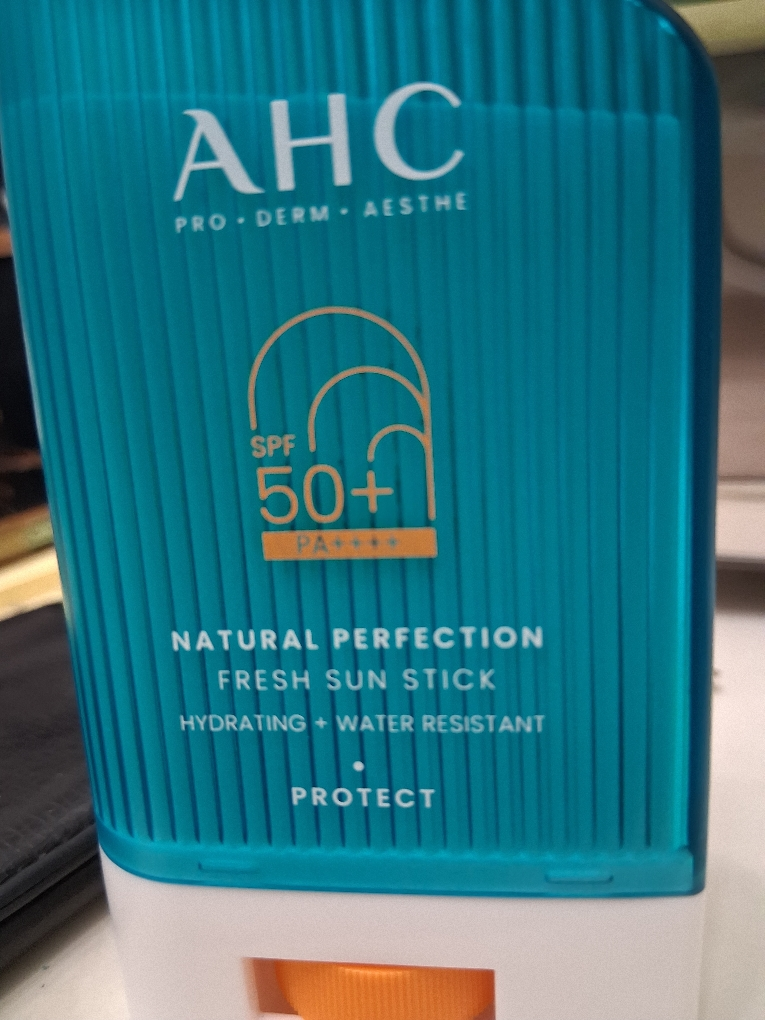 AHC
PRO • DERM • AESTHE
SPF
50+
PA++++
NATURAL PERFECTION
FRESH SUN STICK
HYDRATING + WATER RESISTANT
•
PROTECT